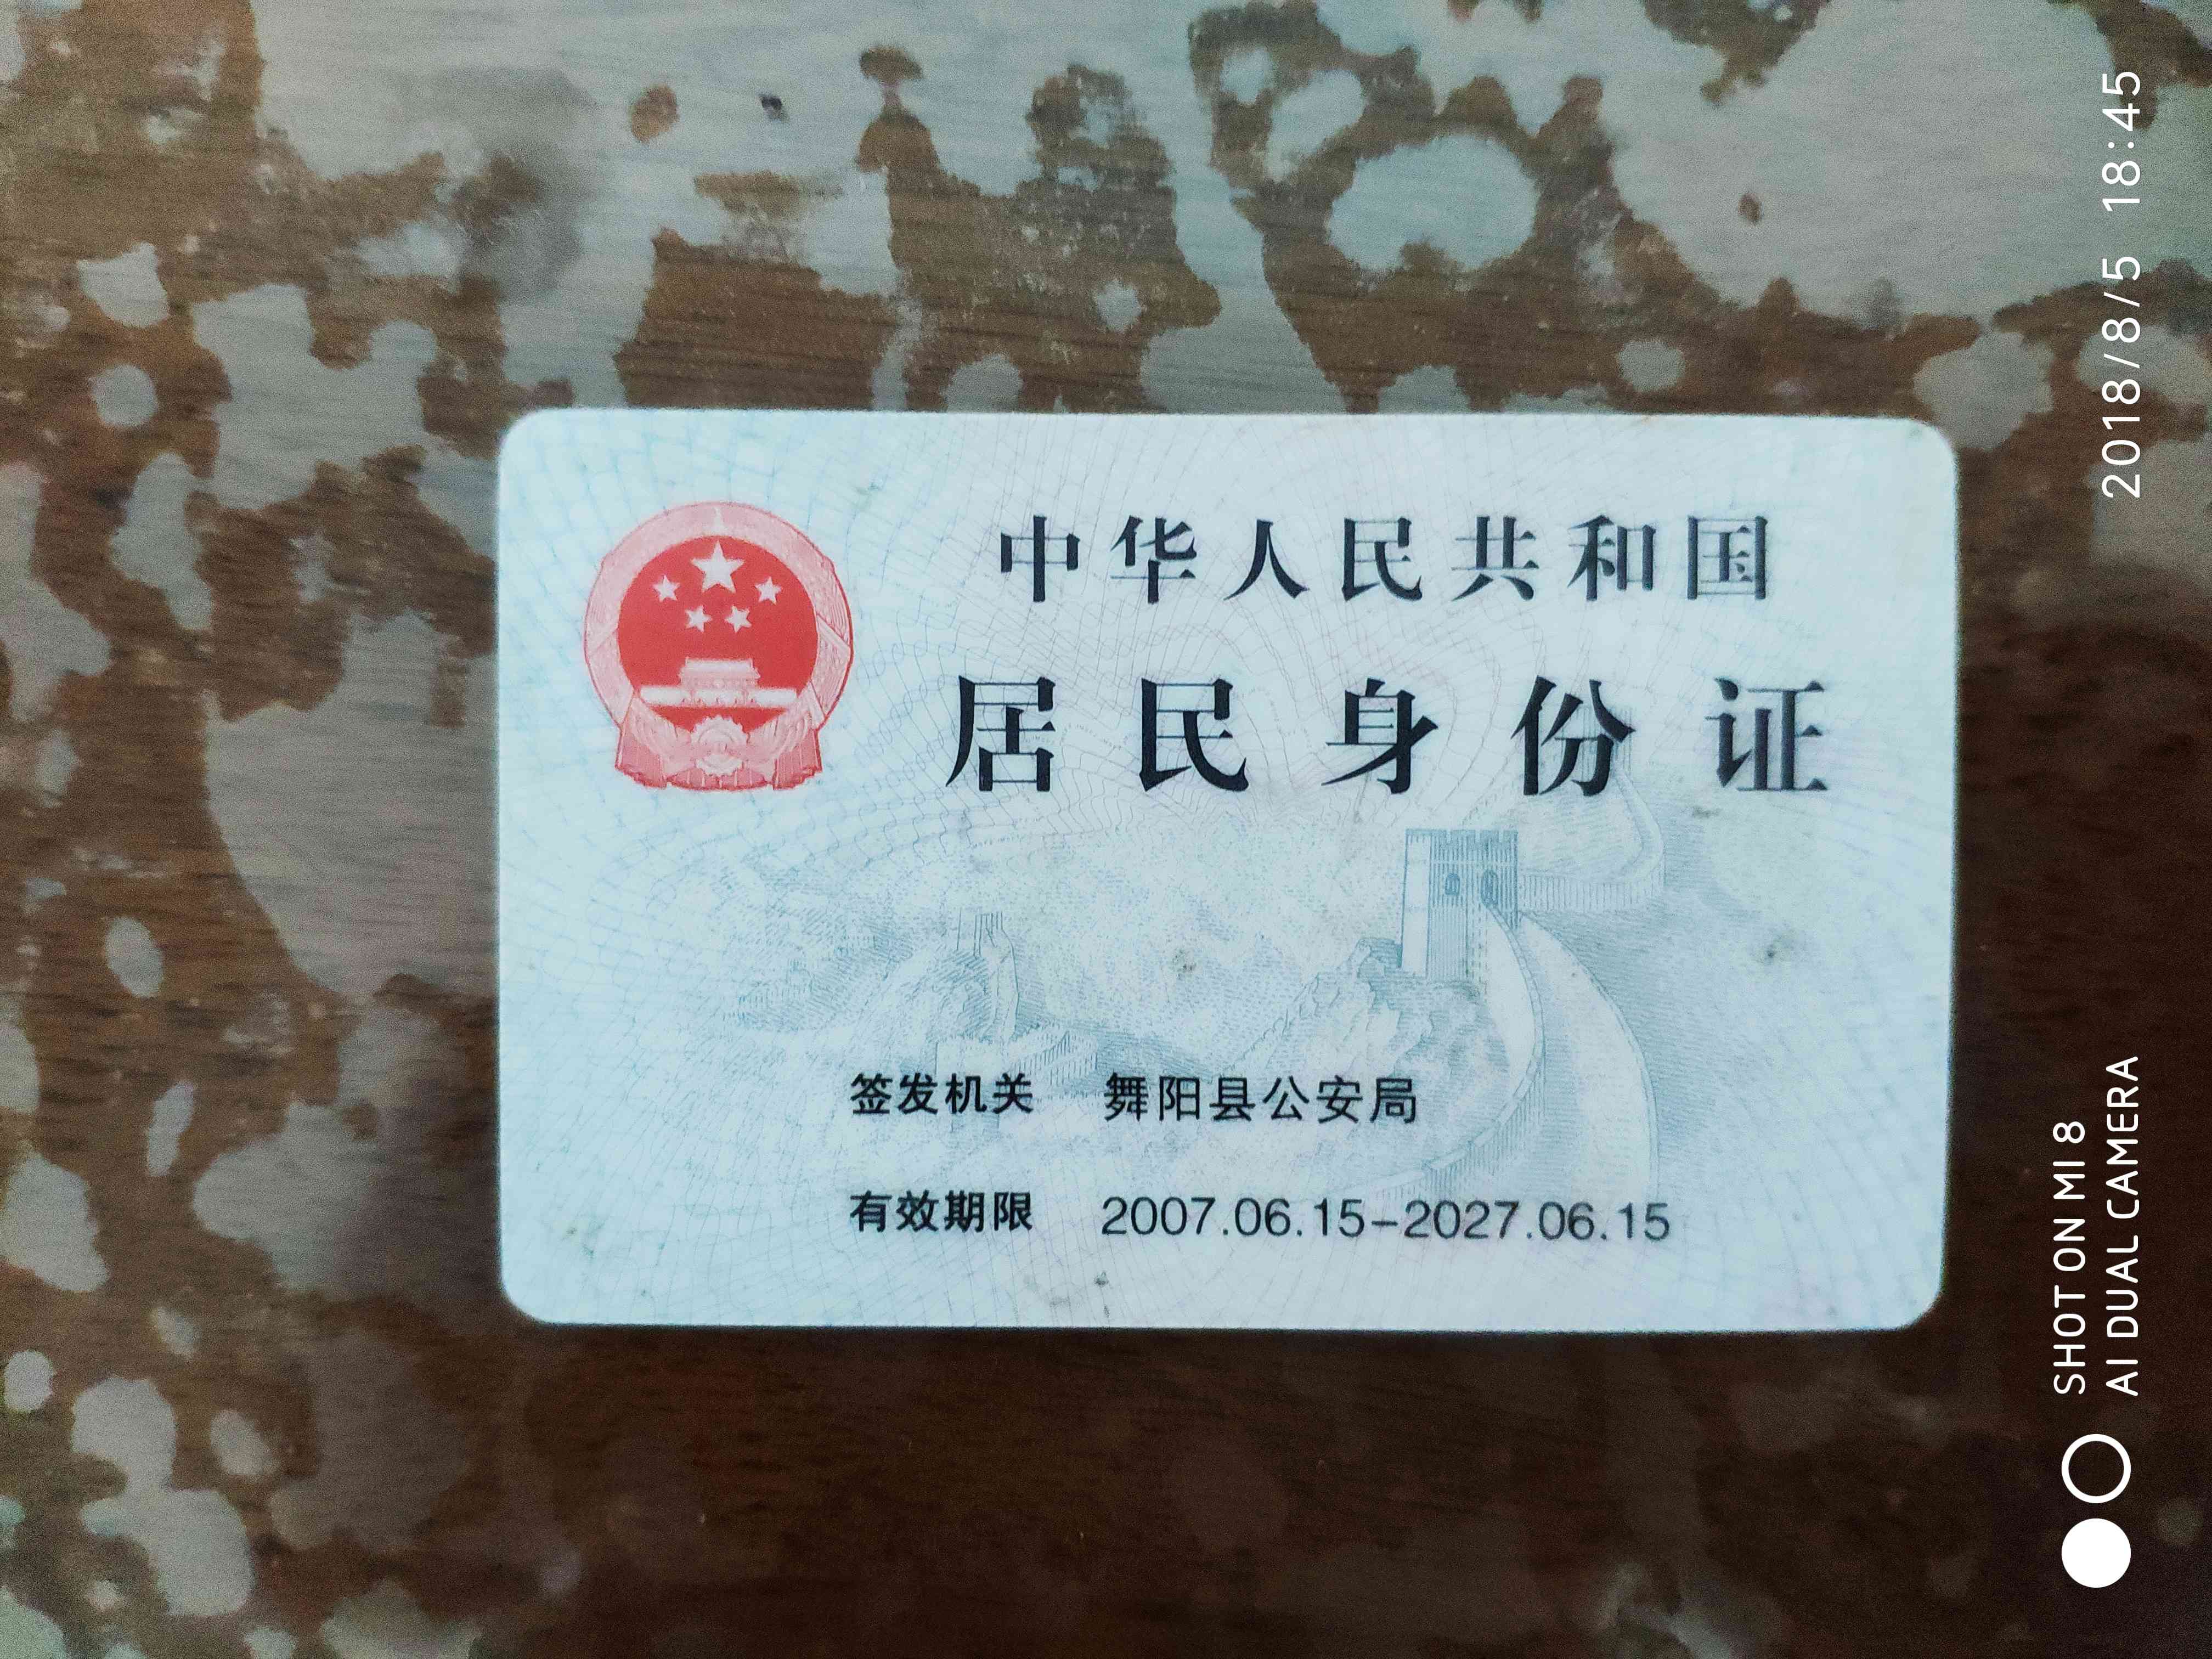 中华人民共和国
居民身份证
签发机关 舞阳县公安局
有效期限 2007.06.15-2027.06.15
SHOT ON MI 8
AI DUAL CAMERA
2018/8/5 18:45